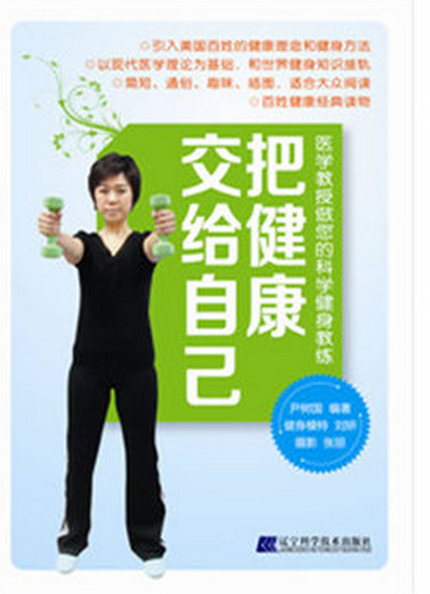 引入美国百姓的健康理念和健身方法
以现代医学理论为基础，和世界健身知识接轨
简短、通俗、趣味、插图，适合大众阅读
百姓健康经典读物
把健康
交给自己
医学教授做您的科学健身教练
尹树国 编著
健身模特 刘妍
摄影 张丽
辽宁科学技术出版社